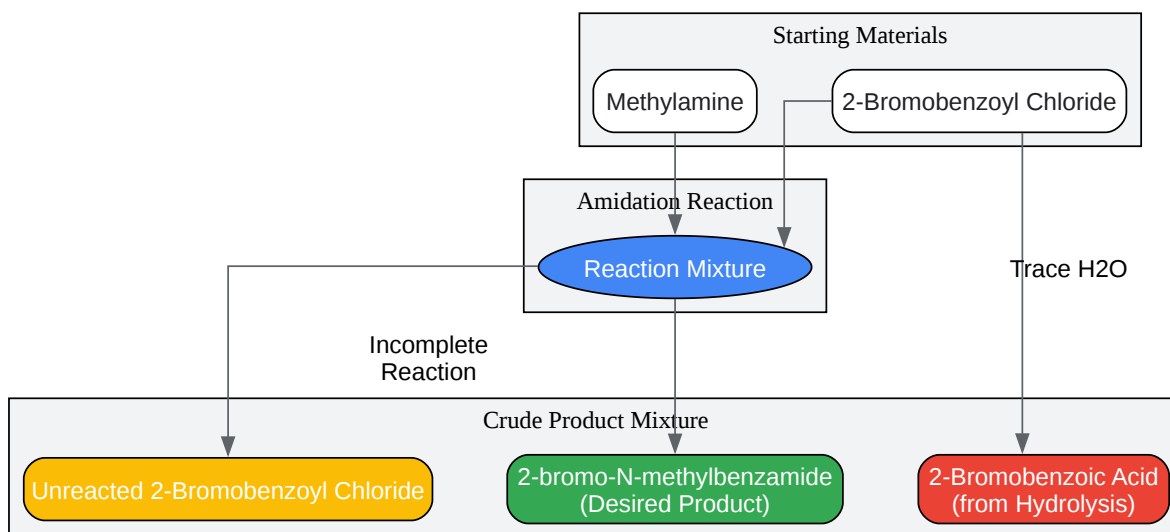 Starting Materials
Methylamine
2-Bromobenzoyl Chloride
Amidation Reaction
Reaction Mixture
Trace H2O
Incomplete
Reaction
Crude Product Mixture
Unreacted 2-Bromobenzoyl Chloride
2-bromo-N-methylbenzamide
(Desired Product)
2-Bromobenzoic Acid
(from Hydrolysis)